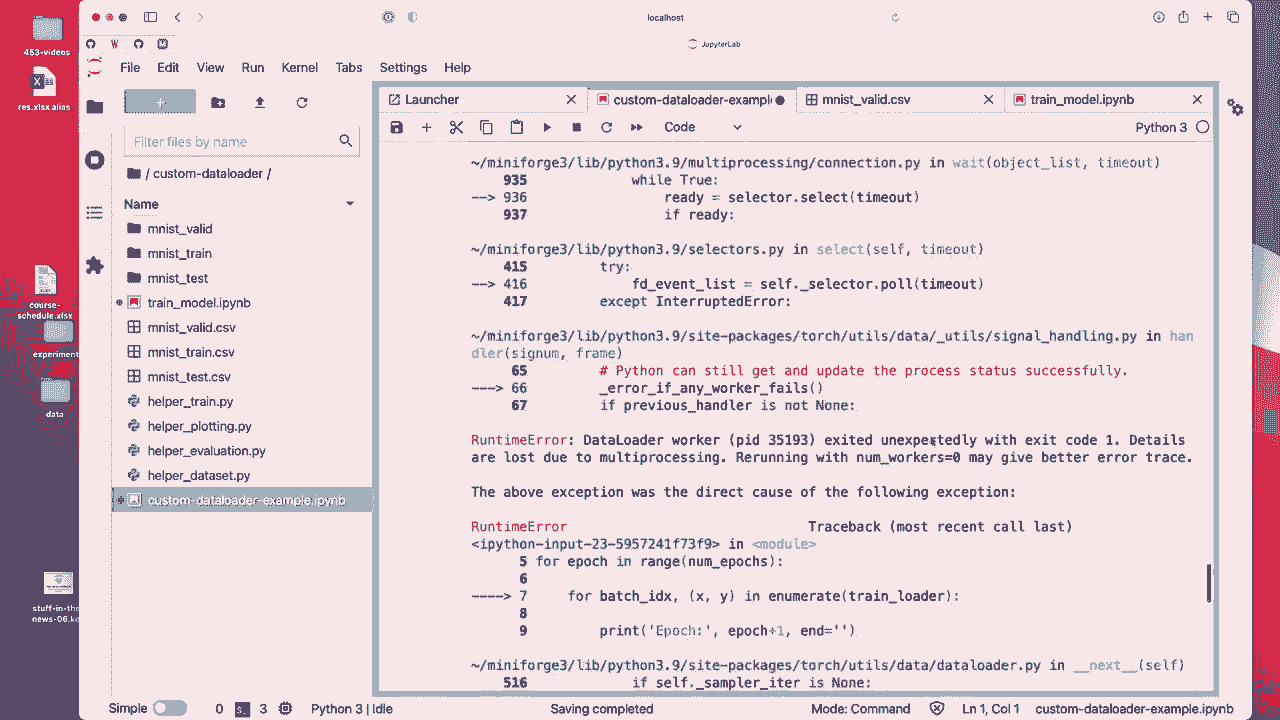 localhost
JupyterLab
453-videos
res.xlsx alias
course-
schedule.xlsx
experiment
data
stuff-in-the
File Edit View Run Kernel Tabs Settings Help
Filter files by name
/ custom-dataloader /
Name
mnist_valid
mnist_train
mnist_test
train_model.ipynb
mnist_valid.csv
mnist_train.csv
mnist_test.csv
helper_train.py
helper_plotting.py
helper_evaluation.py
helper_dataset.py
custom-dataloader-example.ipynb
Launcher
custom-dataloader-example
mnist_valid.csv
train_model.ipynb
Code
Python 3
~/miniforge3/lib/python3.9/multiprocessing/connection.py in wait(object_list, timeout)
935 while True:
--> 936 ready = selector.select(timeout)
937 if ready:
~/miniforge3/lib/python3.9/selectors.py in select(self, timeout)
415 try:
--> 416 fd_event_list = self._selector.poll(timeout)
417 except InterruptedError:
~/miniforge3/lib/python3.9/site-packages/torch/utils/data/_utils/signal_handling.py in han
dler(signum, frame)
65 # Python can still get and update the process status successfully.
---> 66 _error_if_any_worker_fails()
67 if previous_handler is not None:
RuntimeError: DataLoader worker (pid 35193) exited unexpectedly with exit code 1. Details
are lost due to multiprocessing. Rerunning with num_workers=0 may give better error trace.
The above exception was the direct cause of the following exception:
RuntimeError Traceback (most recent call last)
<ipython-input-23-5957241f73f9> in <module>
5 for epoch in range(num_epochs):
6
----> 7 for batch_idx, (x, y) in enumerate(train_loader):
8
9 print('Epoch:', epoch+1, end='')
~/miniforge3/lib/python3.9/site-packages/torch/utils/data/dataloader.py in __next__(self)
516 if self._sampler_iter is None:
Simple 0 3 Python 3 | Idle Saving completed Mode: Command Ln 1, Col 1 custom-dataloader-example.ipynb